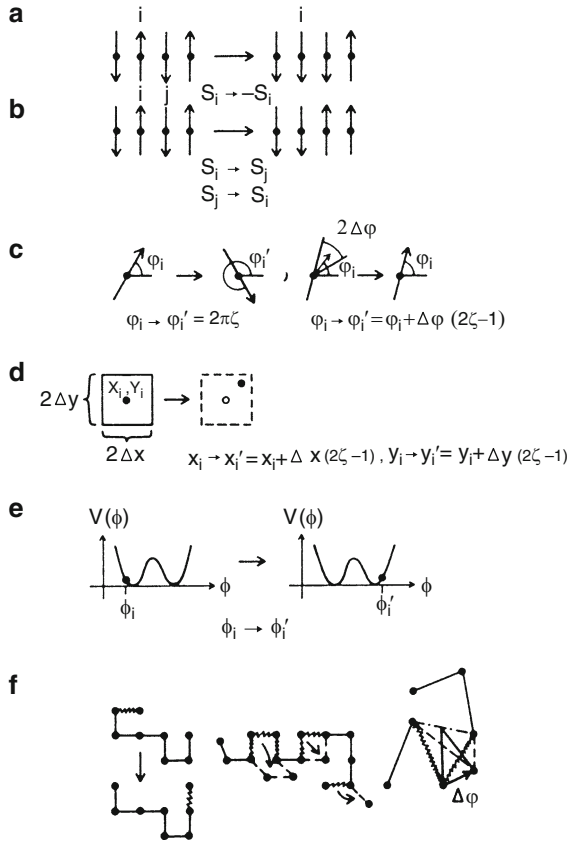 a
i i
S_i → –S_i
b
i j
S_i → S_j
S_j → S_i
c
φ_i φ_i′ , 2Δφ φ_i φ_i
φ_i → φ_i′ = 2πζ φ_i → φ_i′ = φ_i + Δφ (2ζ–1)
d
2Δy X_i,Y_i
2Δx
x_i → x_i′ = x_i + Δ x (2ζ–1) , y_i → y_i′ = y_i + Δy (2ζ–1)
e
V(ϕ) V(ϕ)
ϕ ϕ
ϕ_i ϕ_i′
ϕ_i → ϕ_i′
f
Δφ